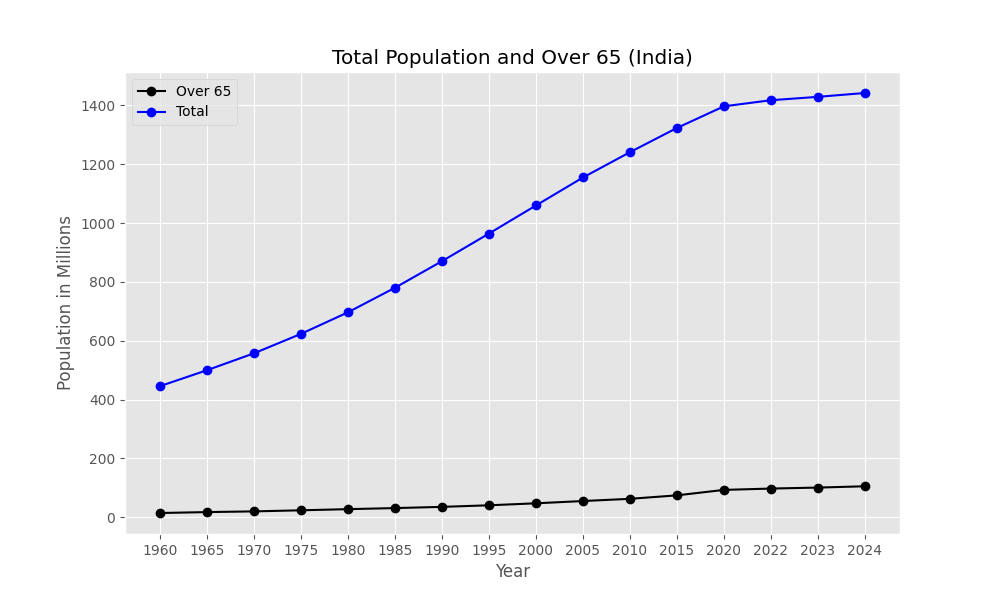 Total Population and Over 65 (India)
Over 65
Total
Population in Millions
1400
1200
1000
800
600
400
200
0
1960 1965 1970 1975 1980 1985 1990 1995 2000 2005 2010 2015 2020 2022 2023 2024
Year